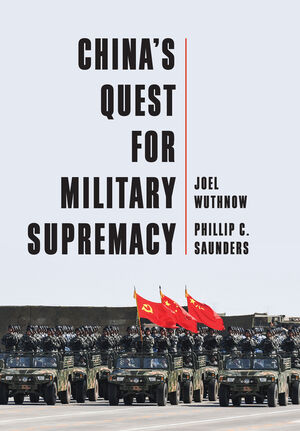 CHINA'S
QUEST
FOR
MILITARY
SUPREMACY
JOEL
WUTHNOW
PHILLIP C.
SAUNDERS